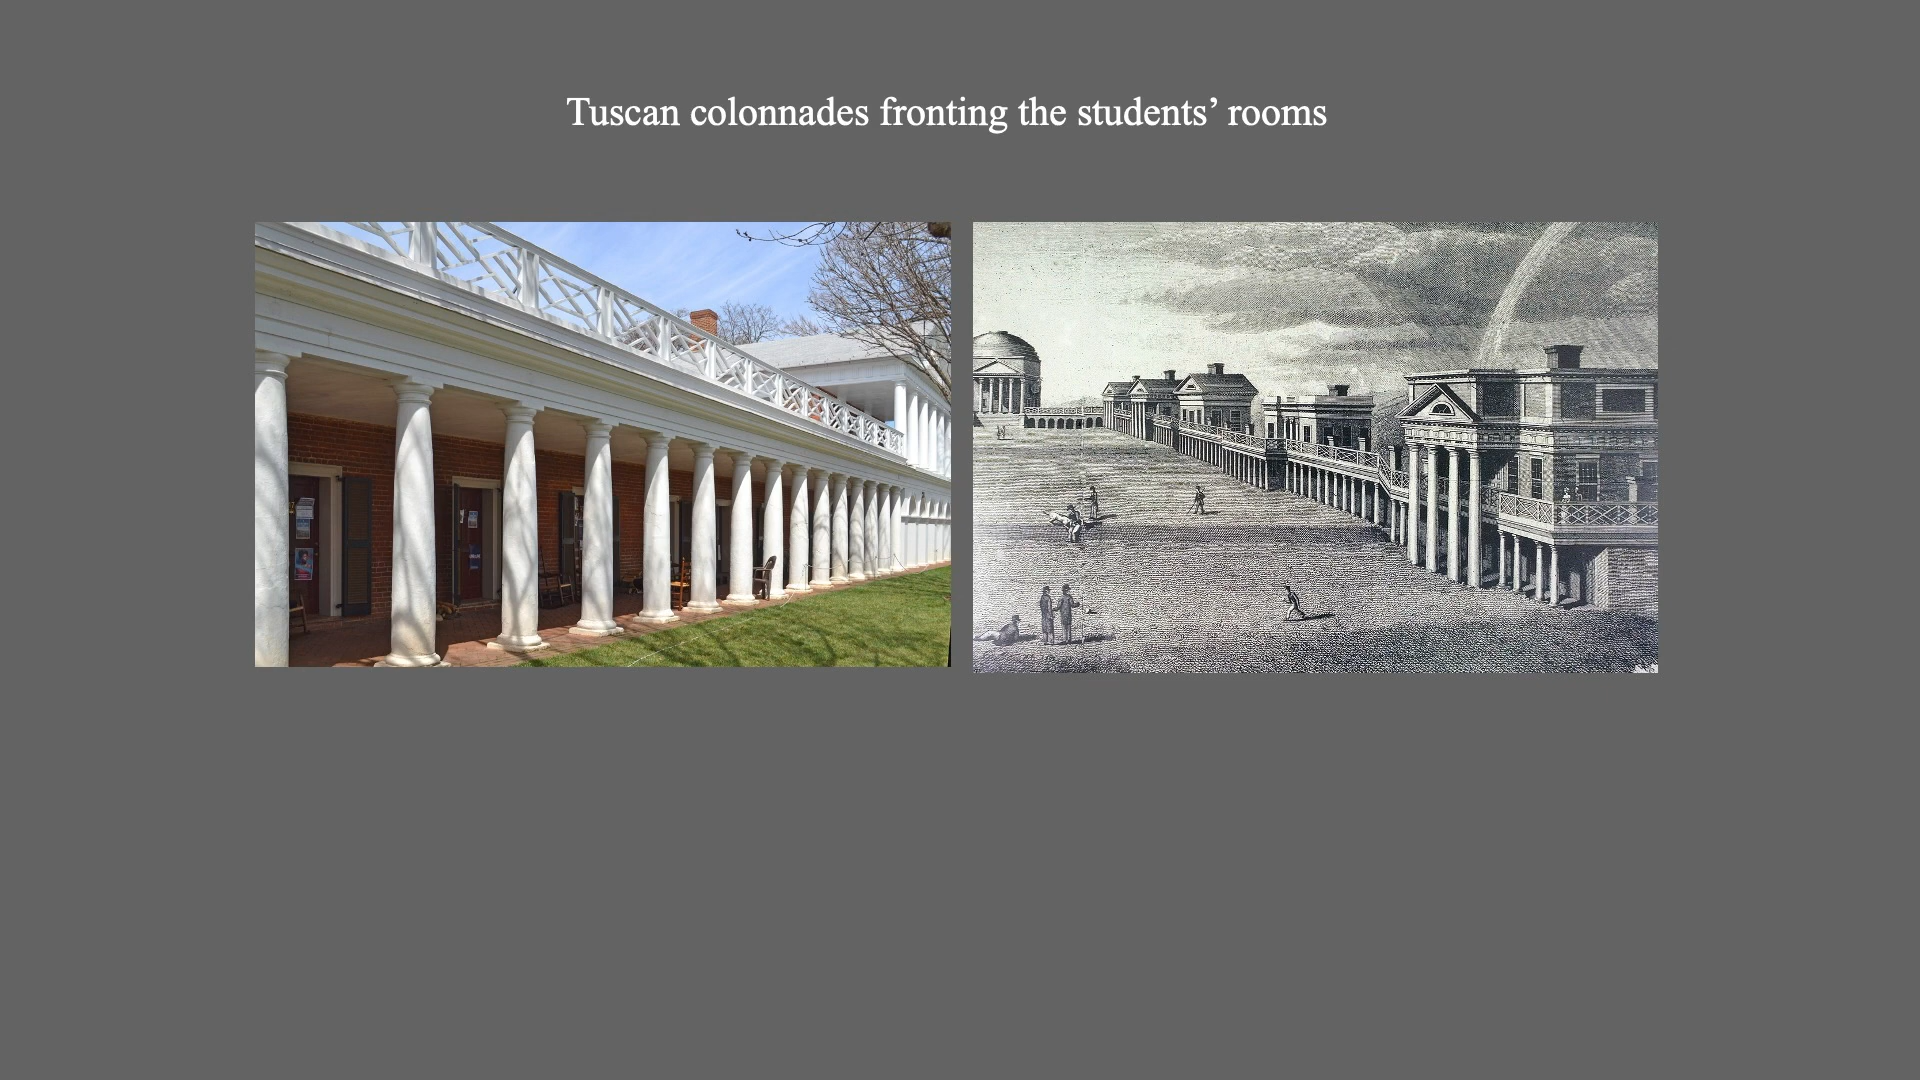 Tuscan colonnades fronting the students’ rooms